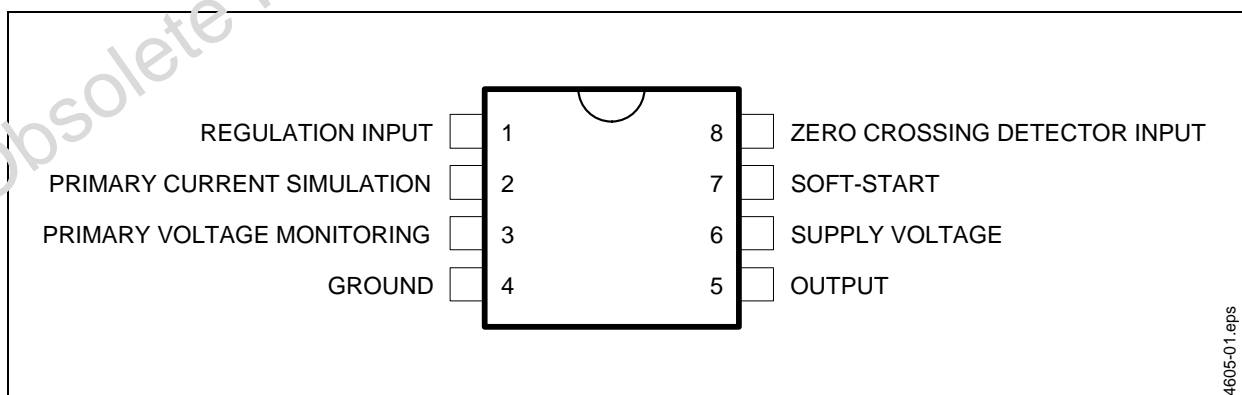 Obsolete
REGULATION INPUT 1 8 ZERO CROSSING DETECTOR INPUT
PRIMARY CURRENT SIMULATION 2 7 SOFT-START
PRIMARY VOLTAGE MONITORING 3 6 SUPPLY VOLTAGE
GROUND 4 5 OUTPUT
4605-01.eps